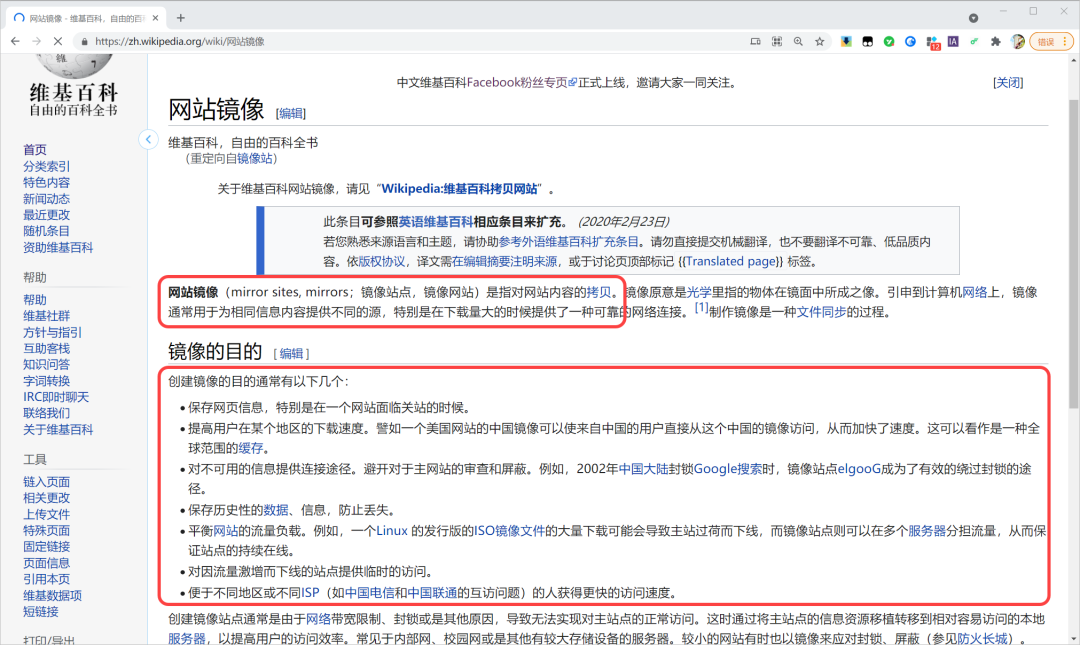 网站镜像 - 维基百科，自由的百科
https://zh.wikipedia.org/wiki/网站镜像
12
IA
错误
维基百科
自由的百科全书
首页
分类索引
特色内容
新闻动态
最近更改
随机条目
资助维基百科
帮助
帮助
维基社群
方针与指引
互助客栈
知识问答
字词转换
IRC即时聊天
联络我们
关于维基百科
工具
链入页面
相关更改
上传文件
特殊页面
固定链接
页面信息
引用本页
维基数据项
短链接
打印/导出
中文维基百科Facebook粉丝专页正式上线，邀请大家一同关注。
[关闭]
网站镜像 [编辑]
维基百科，自由的百科全书
（重定向自镜像站）
关于维基百科网站镜像，请见“Wikipedia:维基百科拷贝网站”。
此条目可参照英语维基百科相应条目来扩充。 (2020年2月23日)
若您熟悉来源语言和主题，请协助参考外语维基百科扩充条目。请勿直接提交机械翻译，也不要翻译不可靠、低品质内
容。依版权协议，译文需在编辑摘要注明来源，或于讨论页顶部标记 {{Translated page}} 标签。
网站镜像（mirror sites, mirrors；镜像站点，镜像网站）是指对网站内容的拷贝。镜像原意是光学里指的物体在镜面中所成之像。引申到计算机网络上，镜像
通常用于为相同信息内容提供不同的源，特别是在下载量大的时候提供了一种可靠的网络连接。[1]制作镜像是一种文件同步的过程。
镜像的目的 [编辑]
创建镜像的目的通常有以下几个：
• 保存网页信息，特别是在一个网站面临关站的时候。
• 提高用户在某个地区的下载速度。譬如一个美国网站的中国镜像可以使来自中国的用户直接从这个中国的镜像访问，从而加快了速度。这可以看作是一种全
球范围的缓存。
• 对不可用的信息提供连接途径。避开对于主网站的审查和屏蔽。例如，2002年中国大陆封锁Google搜索时，镜像站点elgooG成为了有效的绕过封锁的途
径。
• 保存历史性的数据、信息，防止丢失。
• 平衡网站的流量负载。例如，一个Linux 的发行版的ISO镜像文件的大量下载可能会导致主站过荷而下线，而镜像站点则可以在多个服务器分担流量，从而保
证站点的持续在线。
• 对因流量激增而下线的站点提供临时的访问。
• 便于不同地区或不同ISP（如中国电信和中国联通的互访问题）的人获得更快的访问速度。
创建镜像站点通常是由于网络带宽限制、封锁或是其他原因，导致无法实现对主站点的正常访问。这时通过将主站点的信息资源移植转移到相对容易访问的本地
服务器，以提高用户的访问效率。常见于内部网、校园网或是其他有较大存储设备的服务器。较小的网站有时也以镜像来应对封锁、屏蔽（参见防火长城）。